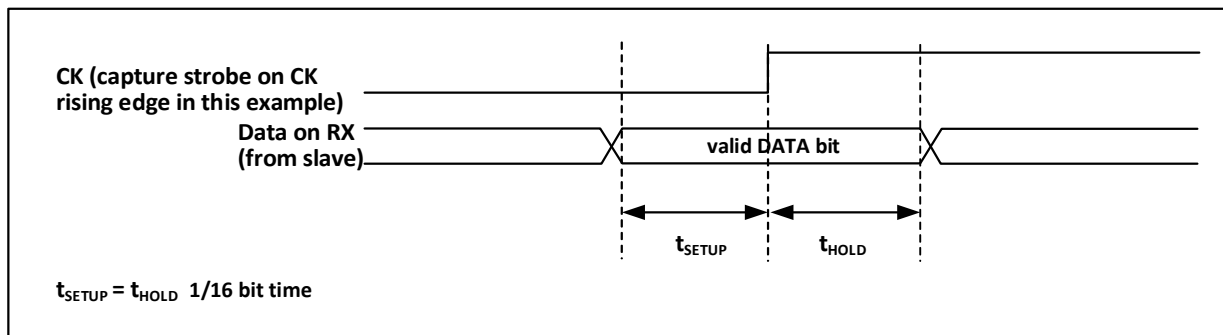 CK (capture strobe on CK
rising edge in this example)
Data on RX
(from slave)
valid DATA bit
tSETUP
tHOLD
tSETUP = tHOLD 1/16 bit time